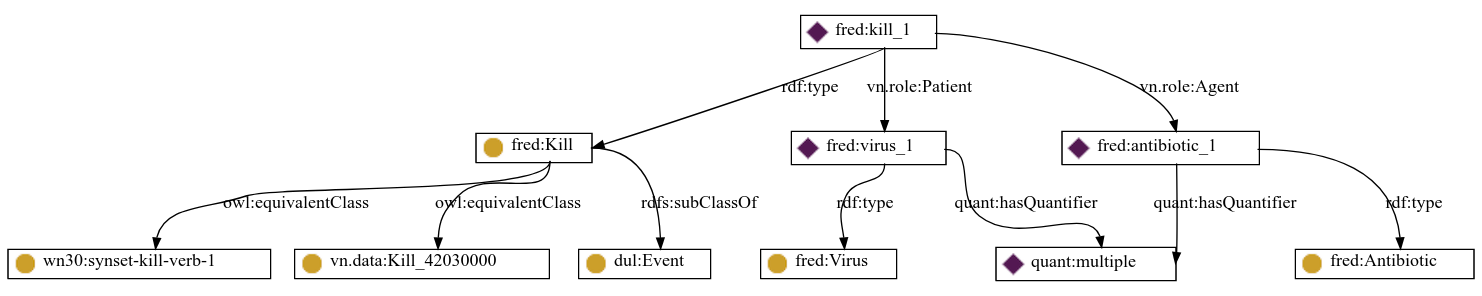 fred:kill_1
rdf:type
vn.role:Patient
vn.role:Agent
fred:Kill
fred:virus_1
fred:antibiotic_1
owl:equivalentClass
owl:equivalentClass
rdfs:subClassOf
rdf:type
quant:hasQuantifier
quant:hasQuantifier
rdf:type
wn30:synset-kill-verb-1
vn.data:Kill_42030000
dul:Event
fred:Virus
quant:multiple
fred:Antibiotic